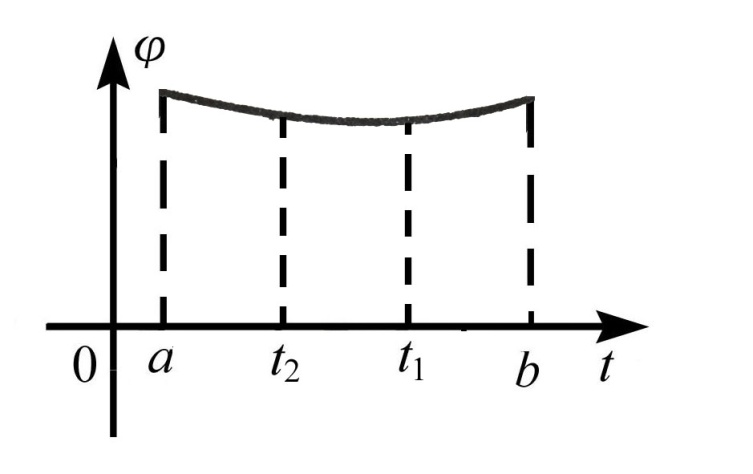 φ
0 a t₂ t₁ b t